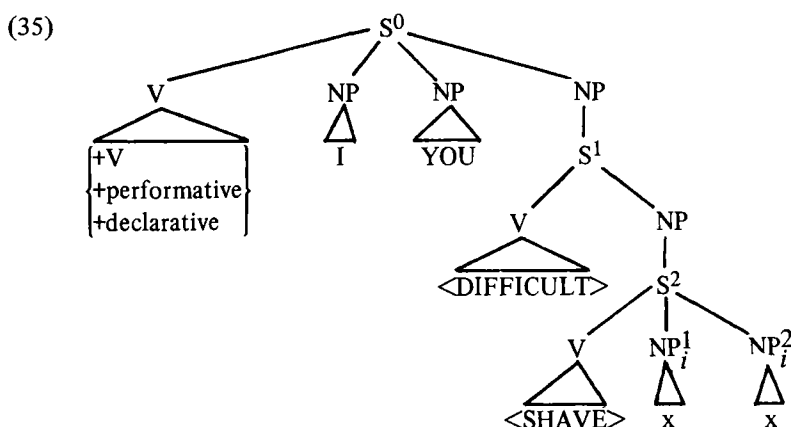 (35)
S⁰
V NP NP NP
+V
+performative
+declarative
I YOU S¹
V NP
<DIFFICULT> S²
V NP¹ᵢ NP²ᵢ
<SHAVE> x x